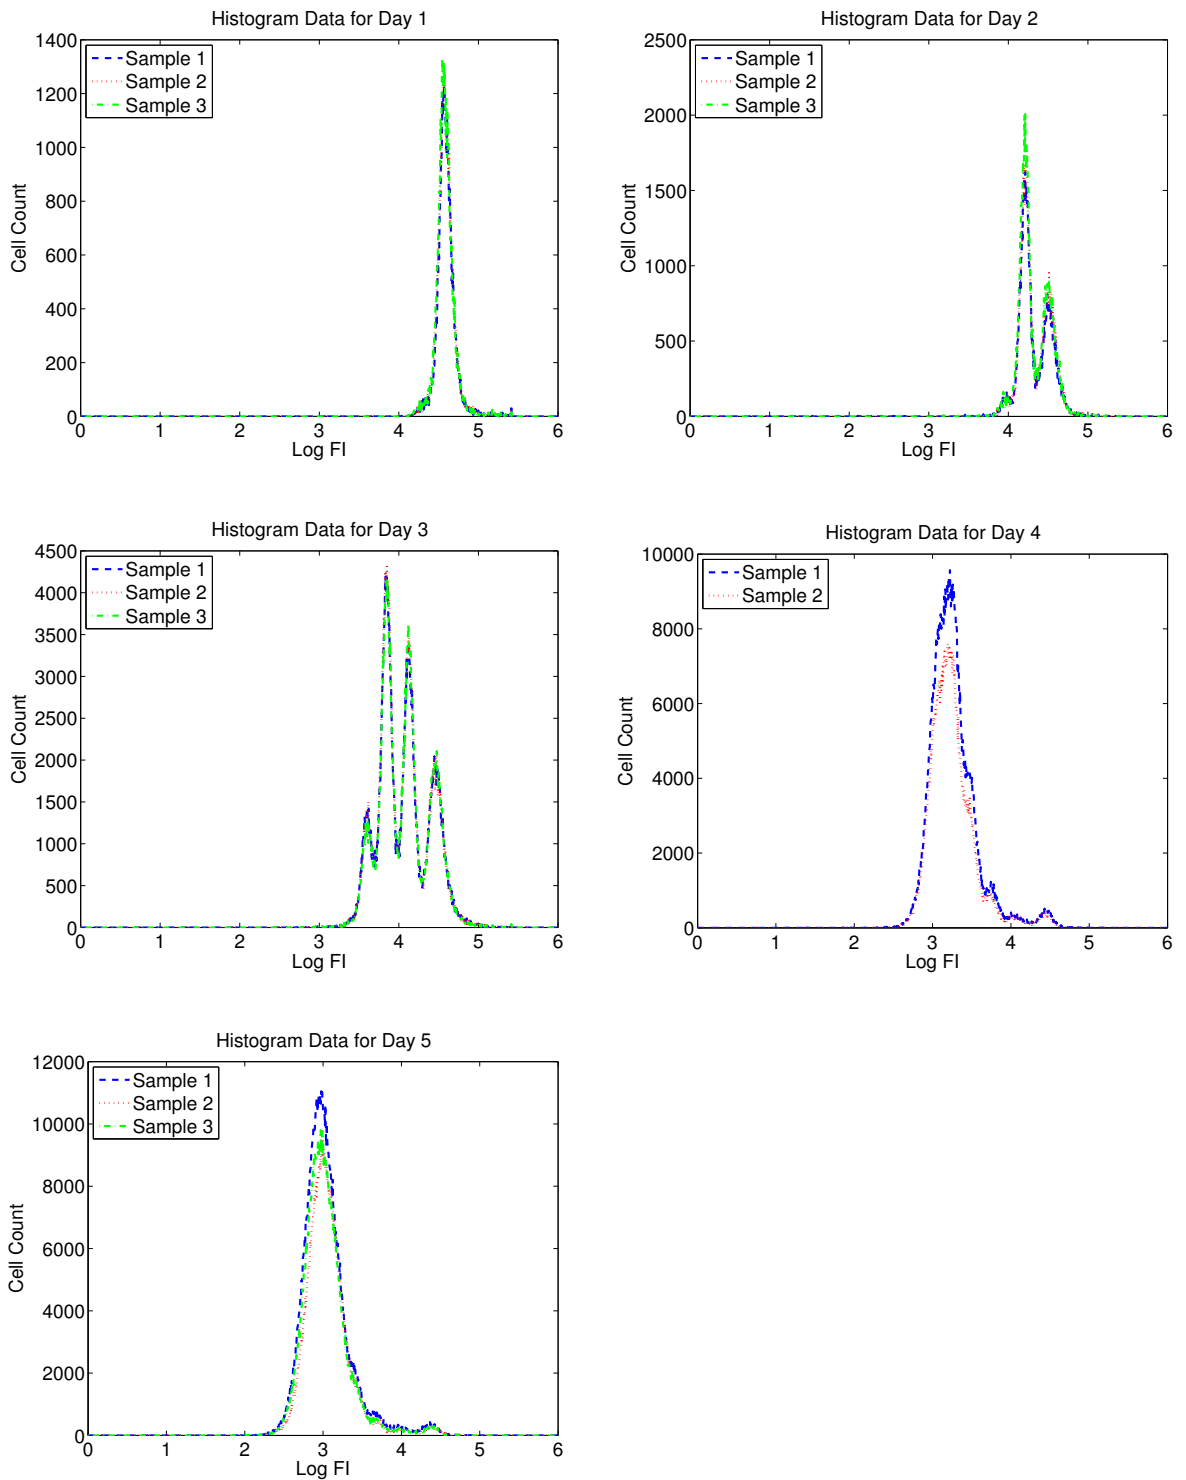 Histogram Data for Day 1
1400
1200
1000
800
600
400
200
0
Cell Count
Sample 1
Sample 2
Sample 3
0 1 2 3 4 5 6
Log FI
Histogram Data for Day 2
2500
2000
1500
1000
500
0
Cell Count
Sample 1
Sample 2
Sample 3
0 1 2 3 4 5 6
Log FI
Histogram Data for Day 3
4500
4000
3500
3000
2500
2000
1500
1000
500
0
Cell Count
Sample 1
Sample 2
Sample 3
0 1 2 3 4 5 6
Log FI
Histogram Data for Day 4
10000
8000
6000
4000
2000
0
Cell Count
Sample 1
Sample 2
0 1 2 3 4 5 6
Log FI
Histogram Data for Day 5
12000
10000
8000
6000
4000
2000
0
Cell Count
Sample 1
Sample 2
Sample 3
0 1 2 3 4 5 6
Log FI